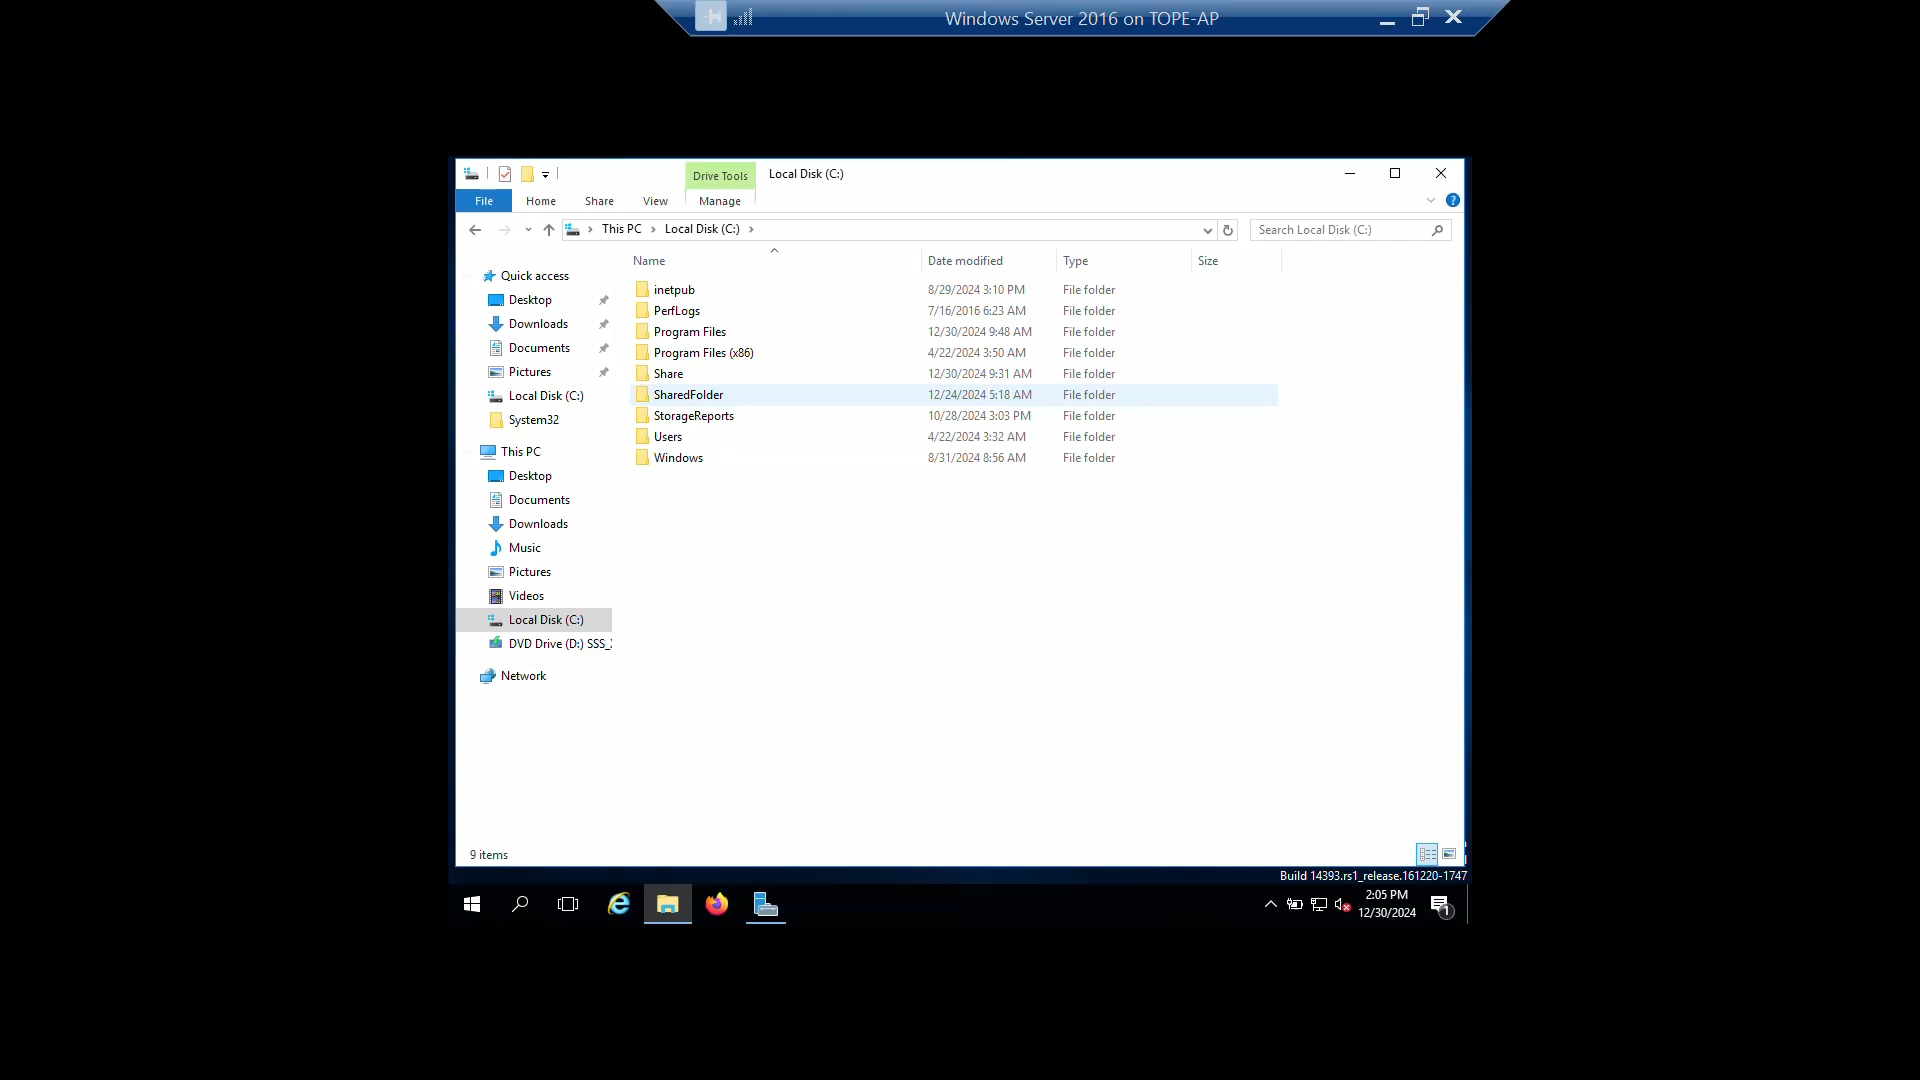 Windows Server 2016 on TOPE-AP
Drive Tools
Local Disk (C:)
File
Home
Share
View
Manage
This PC
Local Disk (C:)
Search Local Disk (C:)
Name
Date modified
Type
Size
Quick access
Desktop
Downloads
Documents
Pictures
Local Disk (C:)
System32
This PC
Desktop
Documents
Downloads
Music
Pictures
Videos
Local Disk (C:)
DVD Drive (D:) SSS_
Network
inetpub 8/29/2024 3:10 PM File folder
PerfLogs 7/16/2016 6:23 AM File folder
Program Files 12/30/2024 9:48 AM File folder
Program Files (x86) 4/22/2024 3:50 AM File folder
Share 12/30/2024 9:31 AM File folder
SharedFolder 12/24/2024 5:18 AM File folder
StorageReports 10/28/2024 3:03 PM File folder
Users 4/22/2024 3:32 AM File folder
Windows 8/31/2024 8:56 AM File folder
9 items
Build 14393.rs1_release.161220-1747
2:05 PM
12/30/2024
1